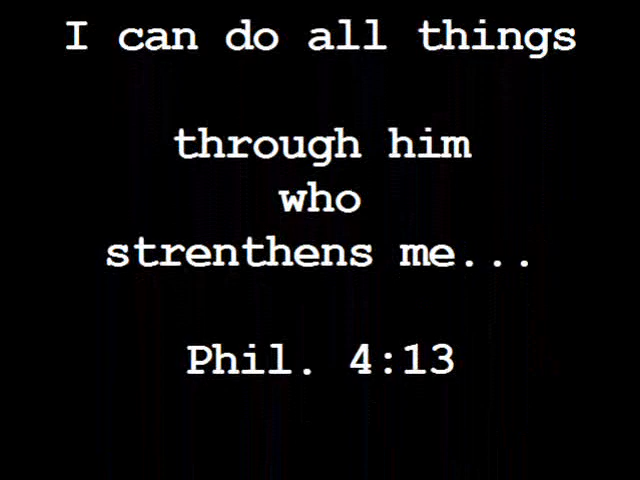 I can do all things
through him
who
strenthens me...
Phil. 4:13